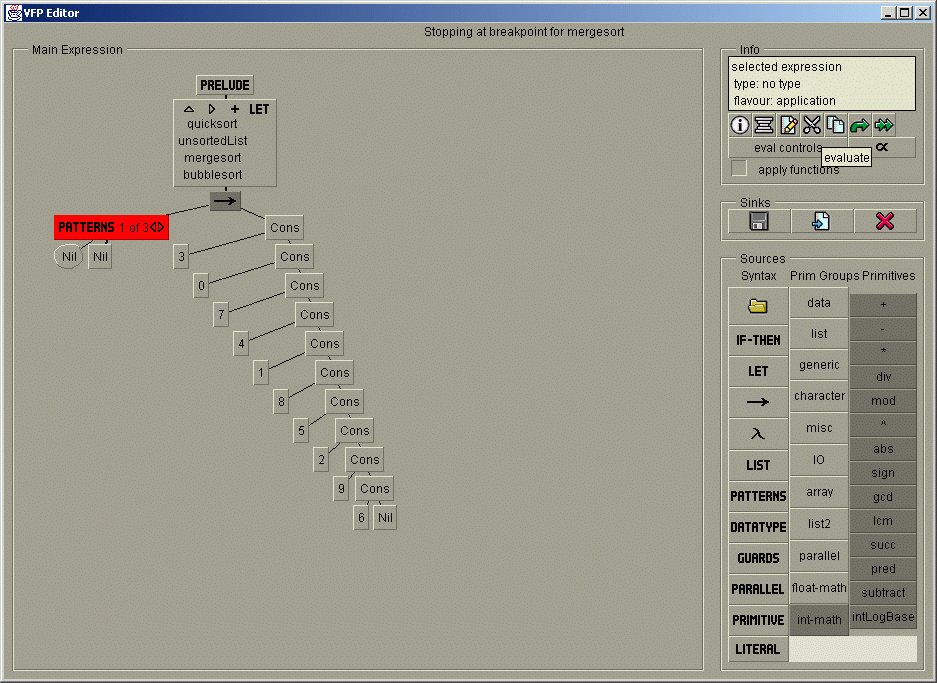 VFP Editor
Stopping at breakpoint for mergesort
Main Expression
PRELUDE
LET
quicksort
unsortedList
mergesort
bubblesort
PATTERNS 1 of 3
Nil Nil
Cons
3 Cons
0 Cons
7 Cons
4 Cons
1 Cons
8 Cons
5 Cons
2 Cons
9 Cons
6 Nil
Info
selected expression
type: no type
flavour: application
eval controls α
evaluate
apply functions
Sinks
Sources
Syntax Prim Groups Primitives
IF-THEN
LET
→
λ
LIST
PATTERNS
DATATYPE
GUARDS
PARALLEL
PRIMITIVE
LITERAL
data
list
generic
character
misc
IO
array
list2
parallel
float-math
int-math
+
-
*
div
mod
^
abs
sign
gcd
lcm
succ
pred
subtract
intLogBase